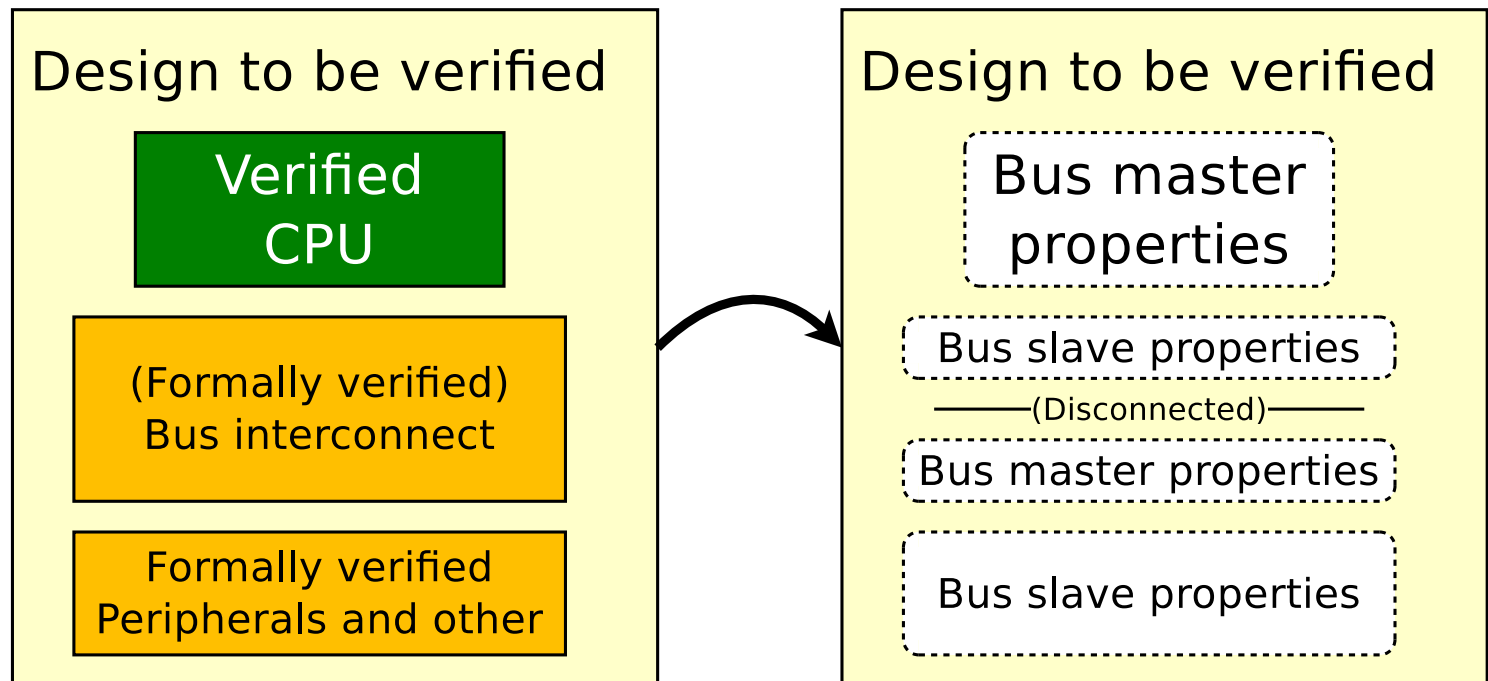 Design to be verified
Verified
CPU
(Formally verified)
Bus interconnect
Formally verified
Peripherals and other
Design to be verified
Bus master
properties
Bus slave properties
(Disconnected)
Bus master properties
Bus slave properties